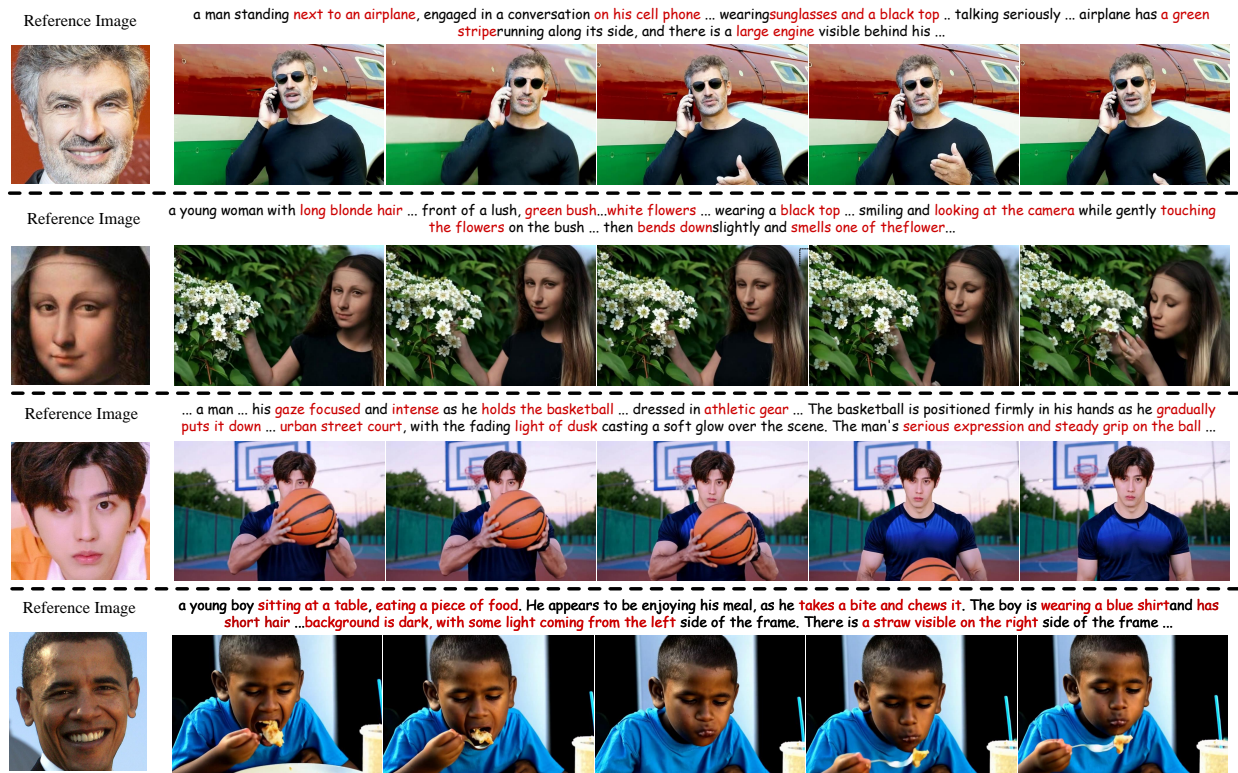 Reference Image
a man standing next to an airplane, engaged in a conversation on his cell phone ... wearingsunglasses and a black top .. talking seriously ... airplane has a green
striperunning along its side, and there is a large engine visible behind his ...
Reference Image
a young woman with long blonde hair ... front of a lush, green bush...white flowers ... wearing a black top ... smiling and looking at the camera while gently touching
the flowers on the bush ... then bends downslightly and smells one of theflower...
Reference Image
... a man ... his gaze focused and intense as he holds the basketball ... dressed in athletic gear ... The basketball is positioned firmly in his hands as he gradually
puts it down ... urban street court, with the fading light of dusk casting a soft glow over the scene. The man's serious expression and steady grip on the ball ...
Reference Image
a young boy sitting at a table, eating a piece of food. He appears to be enjoying his meal, as he takes a bite and chews it. The boy is wearing a blue shirtand has
short hair ...background is dark, with some light coming from the left side of the frame. There is a straw visible on the right side of the frame ...